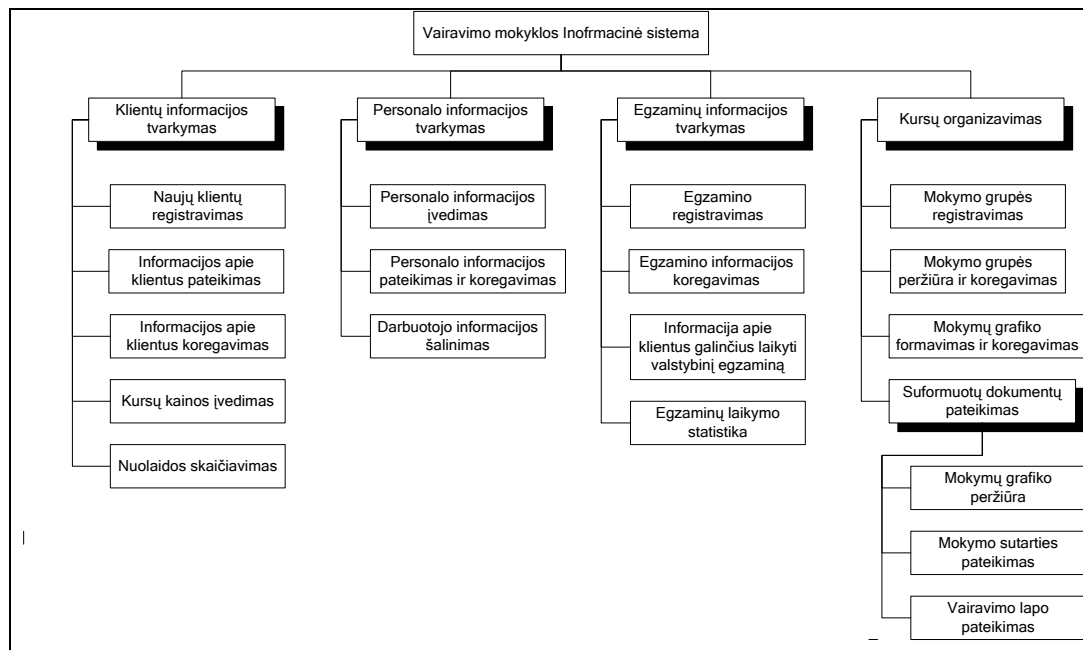 Vairavimo mokyklos Inofrmacinė sistema
Klientų informacijos
tvarkymas
Naujų klientų
registravimas
Informacijos apie
klientus pateikimas
Informacijos apie
klientus koregavimas
Kursų kainos įvedimas
Nuolaidos skaičiavimas
Personalo informacijos
tvarkymas
Personalo informacijos
įvedimas
Personalo informacijos
pateikimas ir koregavimas
Darbuotojo informacijos
šalinimas
Egzaminų informacijos
tvarkymas
Egzamino
registravimas
Egzamino informacijos
koregavimas
Informacija apie
klientus galinčius laikyti
valstybinį egzaminą
Egzaminų laikymo
statistika
Kursų organizavimas
Mokymo grupės
registravimas
Mokymo grupės
peržiūra ir koregavimas
Mokymų grafiko
formavimas ir koregavimas
Suformuotų dokumentų
pateikimas
Mokymų grafiko
peržiūra
Mokymo sutarties
pateikimas
Vairavimo lapo
pateikimas